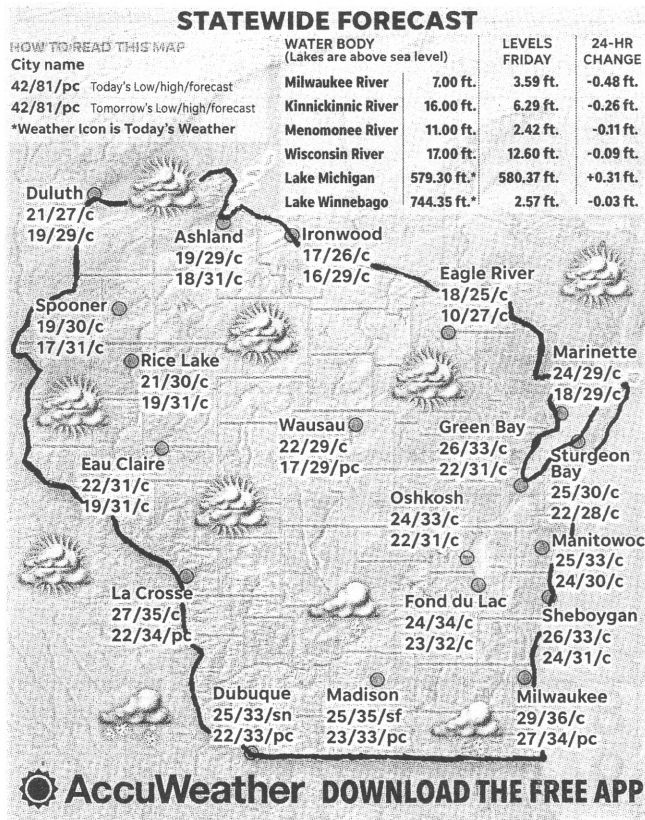 STATEWIDE FORECAST
HOW TO READ THIS MAP
City name
42/81/pc Today's Low/high/forecast
42/81/pc Tomorrow's Low/high/forecast
*Weather Icon is Today's Weather
WATER BODY LEVELS 24-HR
(Lakes are above sea level) FRIDAY CHANGE
Milwaukee River 7.00 ft. 3.59 ft. -0.48 ft.
Kinnickinnic River 16.00 ft. 6.29 ft. -0.26 ft.
Menomonee River 11.00 ft. 2.42 ft. -0.11 ft.
Wisconsin River 17.00 ft. 12.60 ft. -0.09 ft.
Lake Michigan 579.30 ft.* 580.37 ft. +0.31 ft.
Lake Winnebago 744.35 ft.* 2.57 ft. -0.03 ft.
Duluth
21/27/c
19/29/c
Ashland
19/29/c
18/31/c
Ironwood
17/26/c
16/29/c
Eagle River
18/25/c
10/27/c
Spooner
19/30/c
17/31/c
Rice Lake
21/30/c
19/31/c
Marinette
24/29/c
18/29/c
Wausau
22/29/c
17/29/pc
Green Bay
26/33/c
22/31/c
Eau Claire
22/31/c
19/31/c
Sturgeon
Bay
25/30/c
22/28/c
Oshkosh
24/33/c
22/31/c
Manitowoc
25/33/c
24/30/c
La Crosse
27/35/c
22/34/pc
Fond du Lac
24/34/c
23/32/c
Sheboygan
26/33/c
24/31/c
Dubuque
25/33/sn
22/33/pc
Madison
25/35/sf
23/33/pc
Milwaukee
29/36/c
27/34/pc
AccuWeather DOWNLOAD THE FREE APP